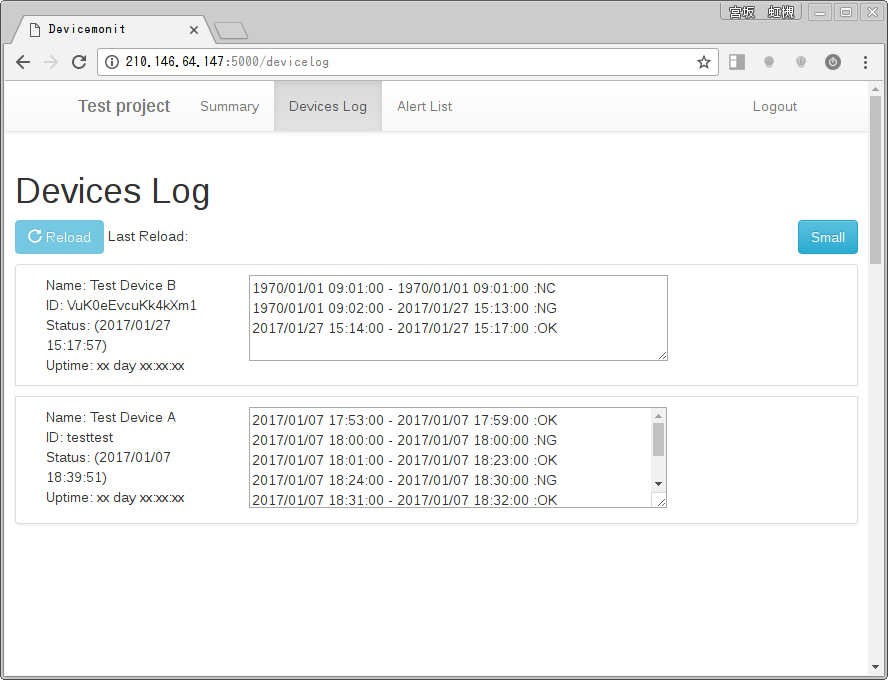 宮坂 虹槻
Devicemonit
210.146.64.147:5000/devicelog
Test project Summary Devices Log Alert List Logout
Devices Log
Reload Last Reload: Small
Name: Test Device B
ID: VuK0eEvcuKk4kXm1
Status: (2017/01/27
15:17:57)
Uptime: xx day xx:xx:xx
1970/01/01 09:01:00 - 1970/01/01 09:01:00 :NC
1970/01/01 09:02:00 - 2017/01/27 15:13:00 :NG
2017/01/27 15:14:00 - 2017/01/27 15:17:00 :OK
Name: Test Device A
ID: testtest
Status: (2017/01/07
18:39:51)
Uptime: xx day xx:xx:xx
2017/01/07 17:53:00 - 2017/01/07 17:59:00 :OK
2017/01/07 18:00:00 - 2017/01/07 18:00:00 :NG
2017/01/07 18:01:00 - 2017/01/07 18:23:00 :OK
2017/01/07 18:24:00 - 2017/01/07 18:30:00 :NG
2017/01/07 18:31:00 - 2017/01/07 18:32:00 :OK